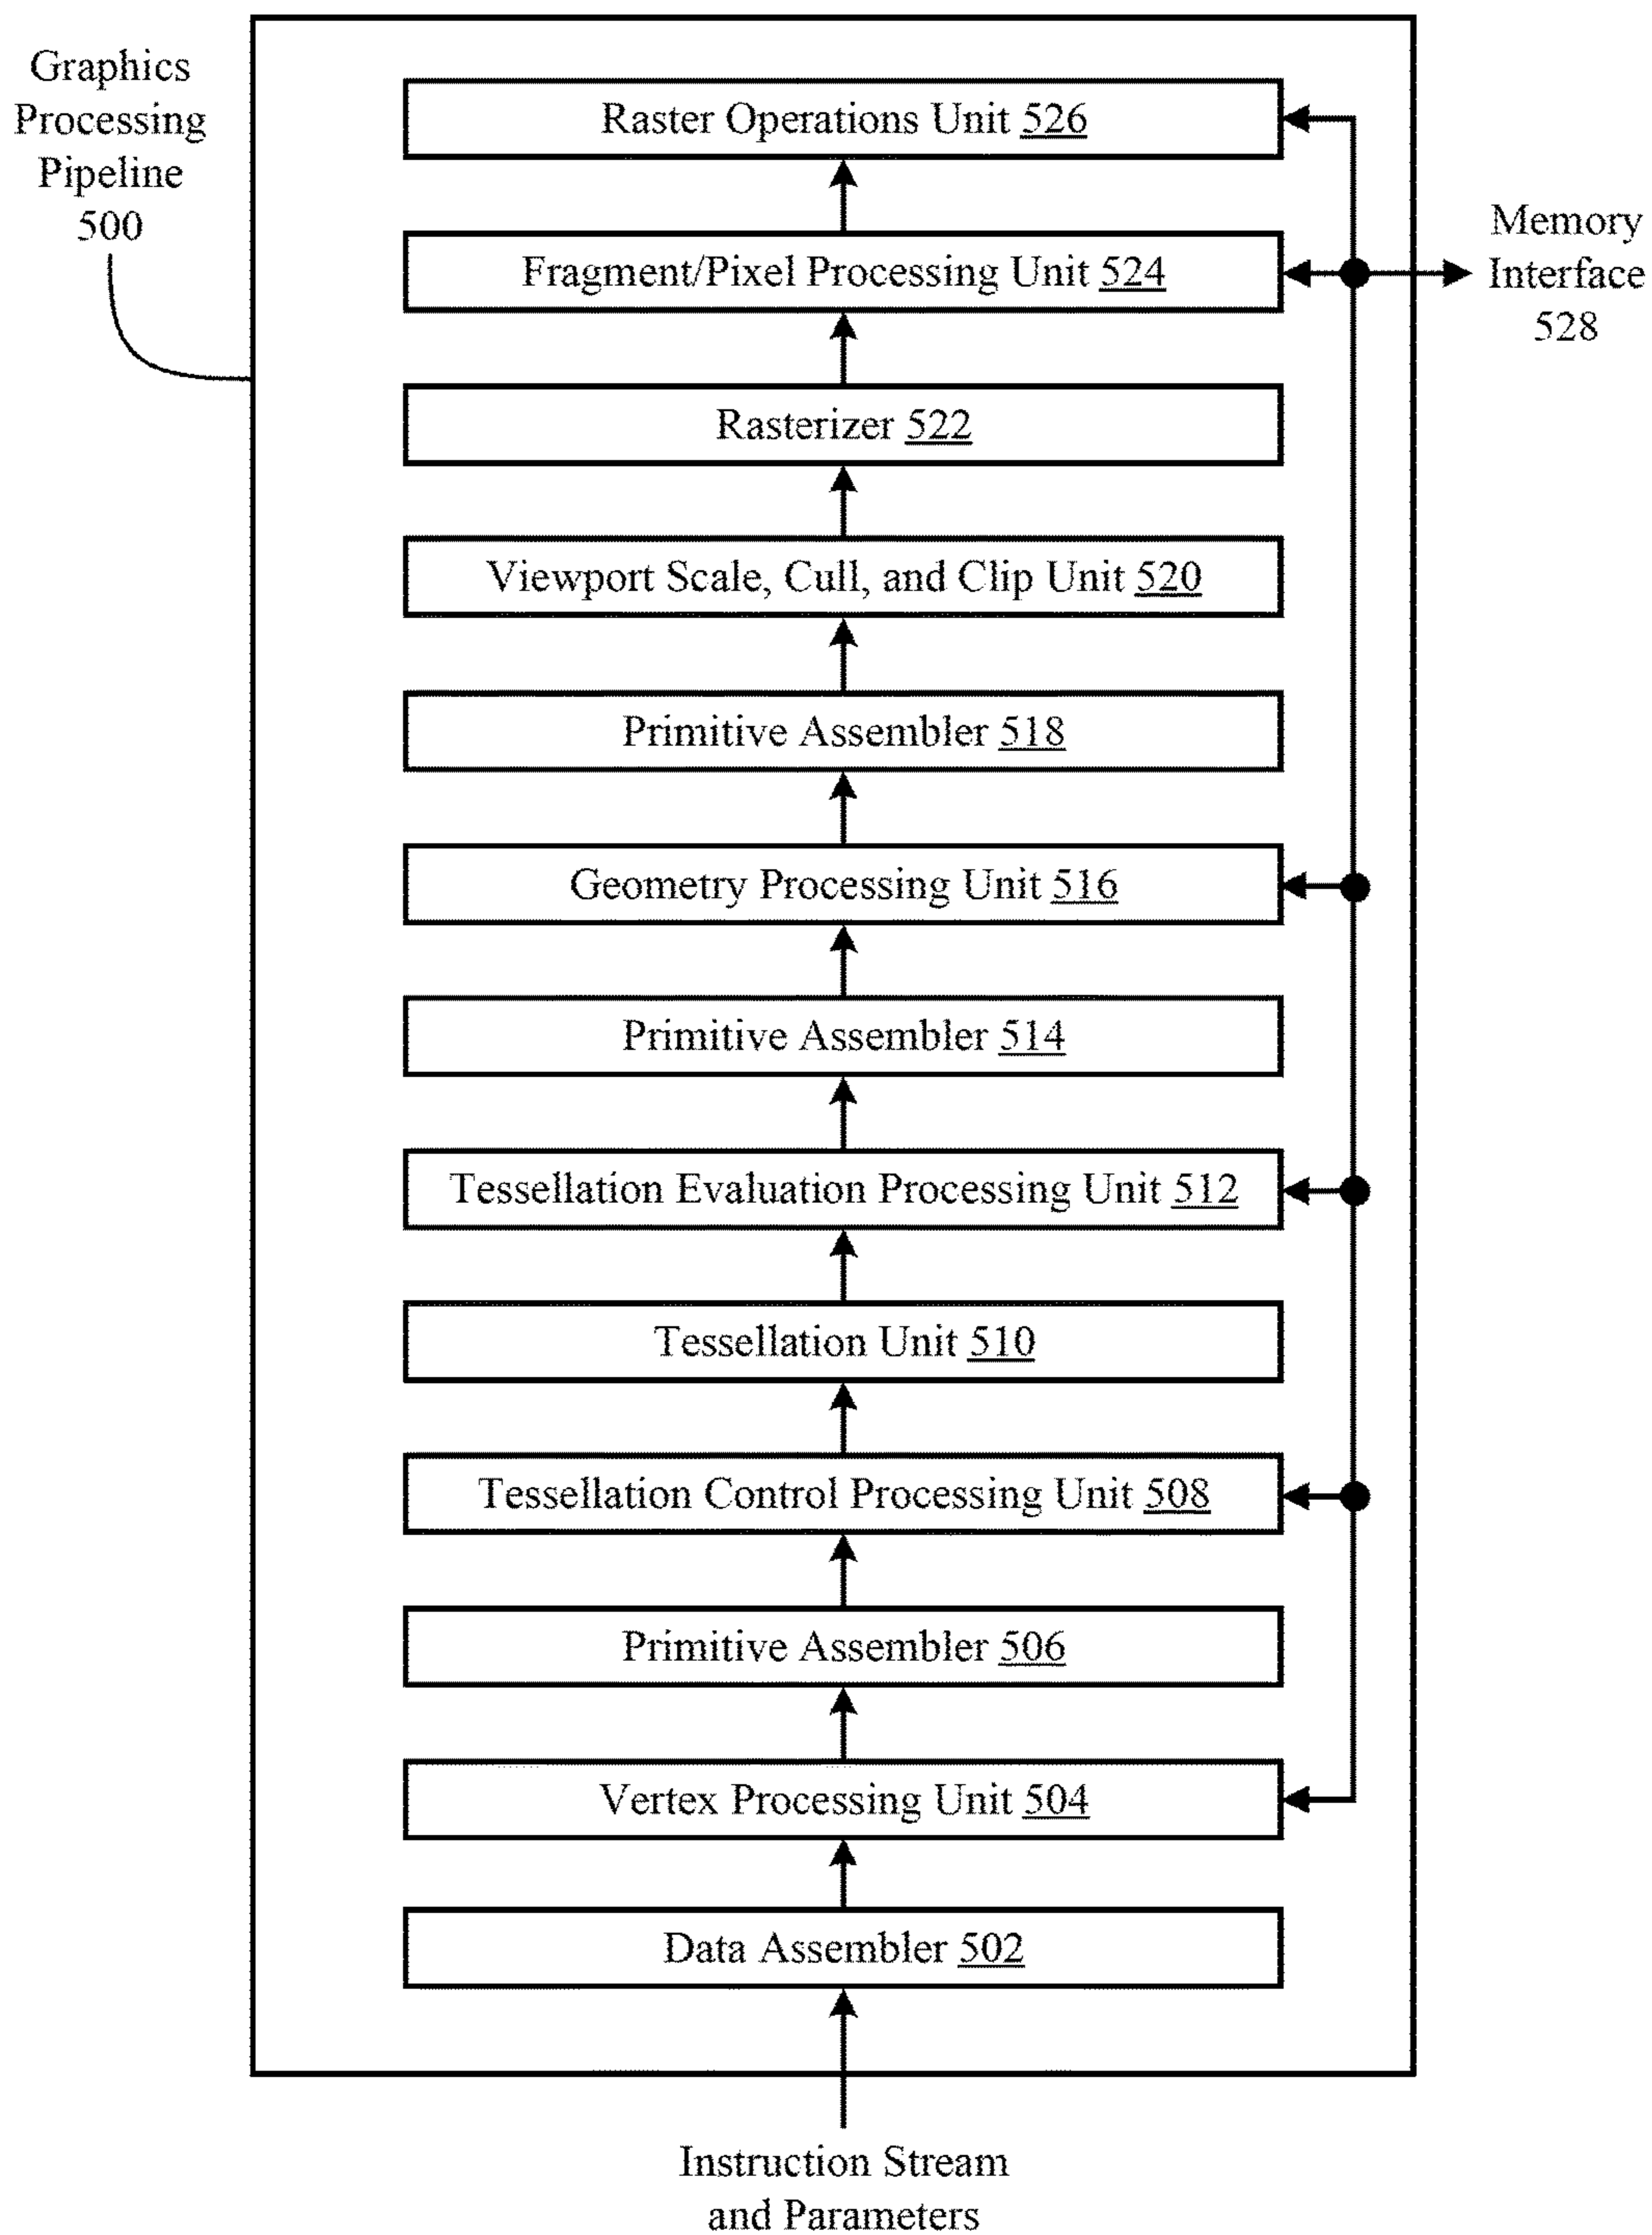 Graphics
Processing
Pipeline
500
Raster Operations Unit 526
Memory
Interface
528
Fragment/Pixel Processing Unit 524
Rasterizer 522
Viewport Scale, Cull, and Clip Unit 520
Primitive Assembler 518
Geometry Processing Unit 516
Primitive Assembler 514
Tessellation Evaluation Processing Unit 512
Tessellation Unit 510
Tessellation Control Processing Unit 508
Primitive Assembler 506
Vertex Processing Unit 504
Data Assembler 502
Instruction Stream
and Parameters